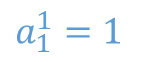 $a_1^1 = 1$